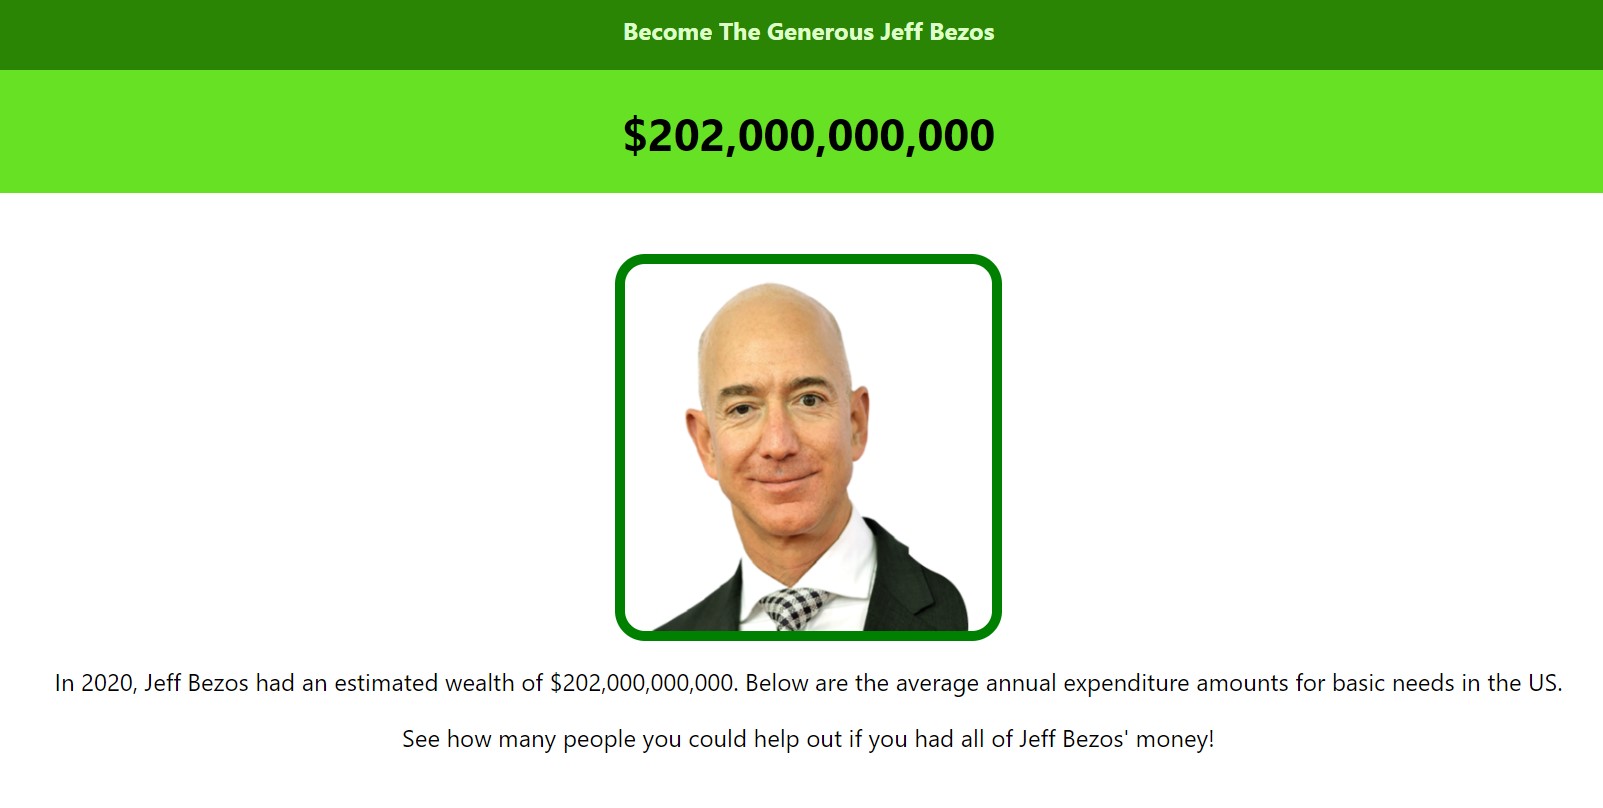 Become The Generous Jeff Bezos
$202,000,000,000
In 2020, Jeff Bezos had an estimated wealth of $202,000,000,000. Below are the average annual expenditure amounts for basic needs in the US.
See how many people you could help out if you had all of Jeff Bezos' money!